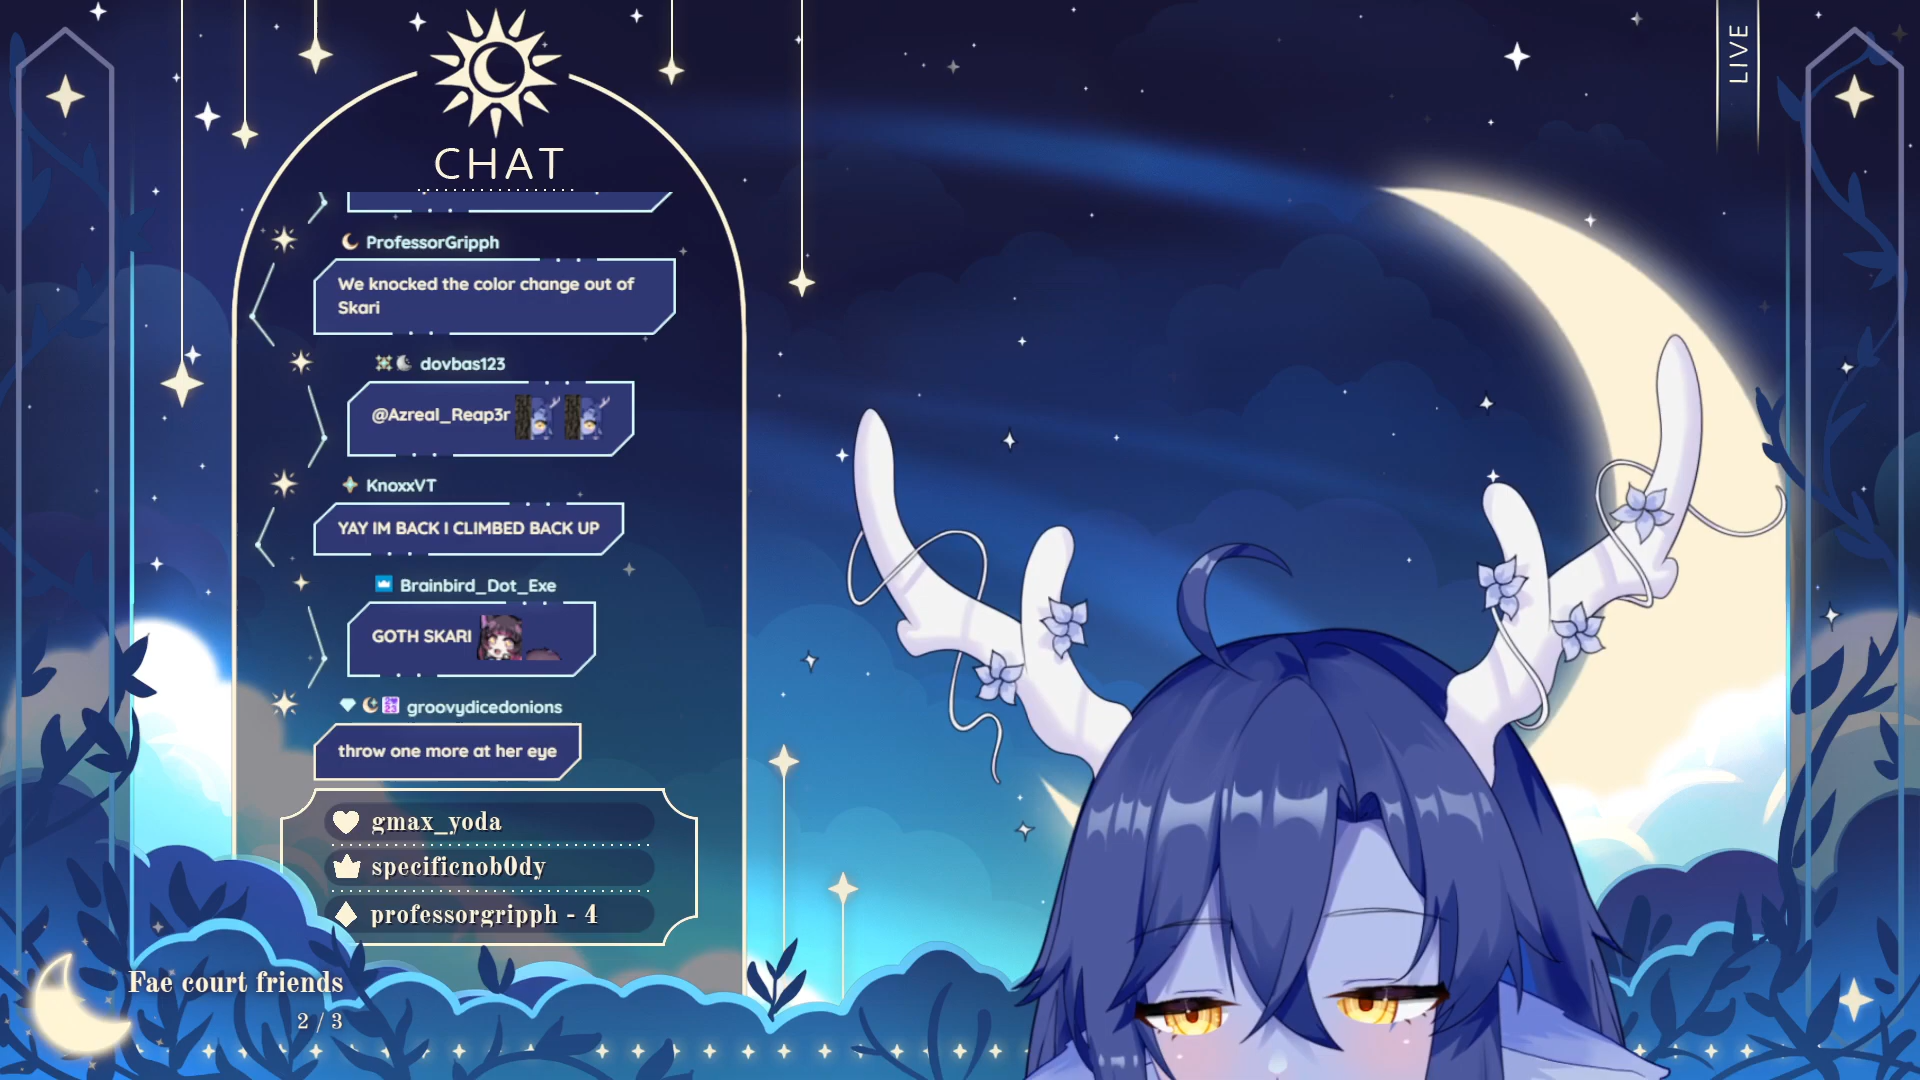 LIVE
CHAT
ProfessorGripph
We knocked the color change out of
Skari
dovbas123
@Azreal_Reap3r
KnoxxVT
YAY IM BACK I CLIMBED BACK UP
Brainbird_Dot_Exe
GOTH SKARI
23
groovydicedonions
throw one more at her eye
gmax_yoda
specificnob0dy
professorgripph - 4
Fae court friends
2 / 3